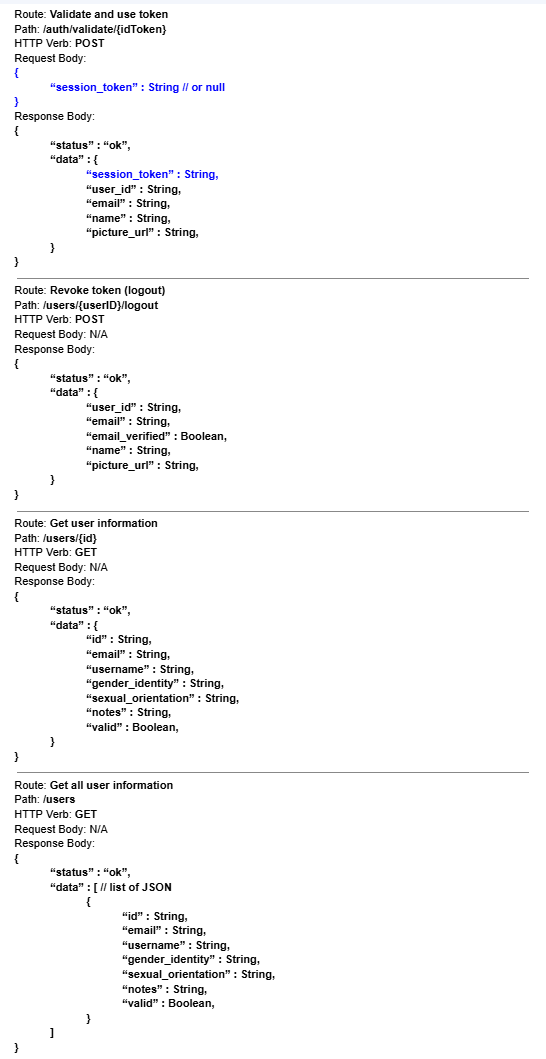 Route: Validate and use token
Path: /auth/validate/{idToken}
HTTP Verb: POST
Request Body:
{
“session_token” : String // or null
}
Response Body:
{
“status” : “ok”,
“data” : {
“session_token” : String,
“user_id” : String,
“email” : String,
“name” : String,
“picture_url” : String,
}
}
Route: Revoke token (logout)
Path: /users/{userID}/logout
HTTP Verb: POST
Request Body: N/A
Response Body:
{
“status” : “ok”,
“data” : {
“user_id” : String,
“email” : String,
“email_verified” : Boolean,
“name” : String,
“picture_url” : String,
}
}
Route: Get user information
Path: /users/{id}
HTTP Verb: GET
Request Body: N/A
Response Body:
{
“status” : “ok”,
“data” : {
“id” : String,
“email” : String,
“username” : String,
“gender_identity” : String,
“sexual_orientation” : String,
“notes” : String,
“valid” : Boolean,
}
}
Route: Get all user information
Path: /users
HTTP Verb: GET
Request Body: N/A
Response Body:
{
“status” : “ok”,
“data” : [ // list of JSON
{
“id” : String,
“email” : String,
“username” : String,
“gender_identity” : String,
“sexual_orientation” : String,
“notes” : String,
“valid” : Boolean,
}
]
}